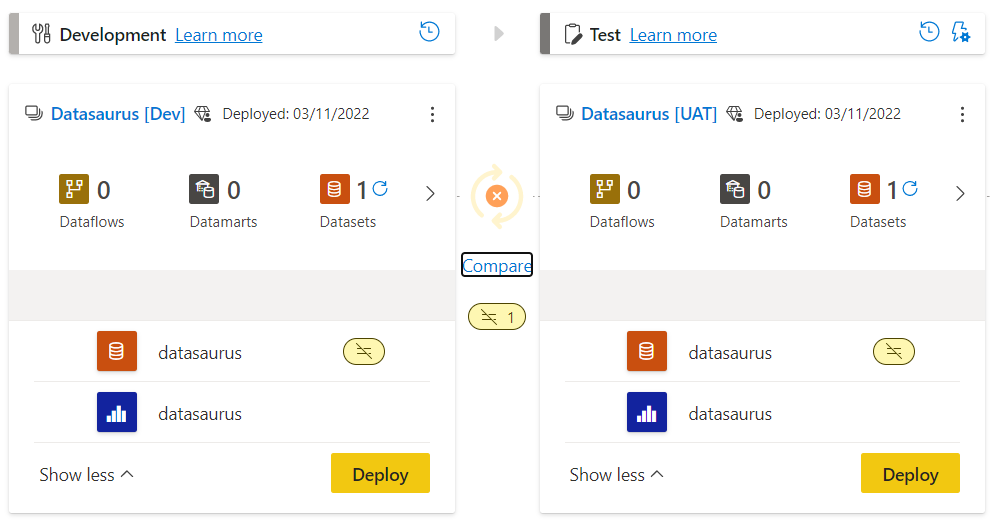 Development Learn more
Test Learn more
Datasaurus [Dev] Deployed: 03/11/2022
0 Dataflows
0 Datamarts
1 Datasets
Compare
1
datasaurus
datasaurus
Show less Deploy
Datasaurus [UAT] Deployed: 03/11/2022
0 Dataflows
0 Datamarts
1 Datasets
datasaurus
datasaurus
Show less Deploy